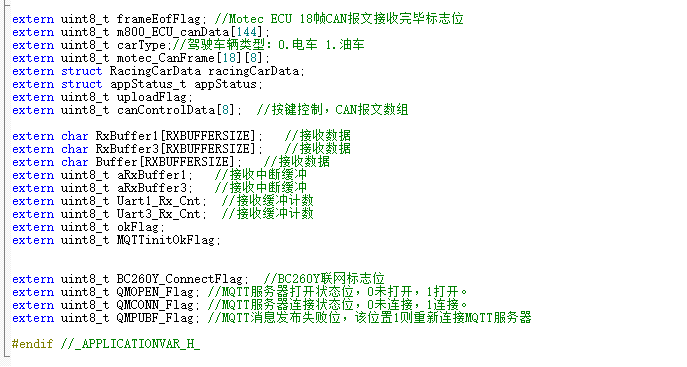 extern uint8_t frameEofFlag; //Motec ECU 18帧CAN报文接收完毕标志位
extern uint8_t m800_ECU_canData[144];
extern uint8_t carType;//驾驶车辆类型：0.电车 1.油车
extern uint8_t motec_CanFrame[18][8];
extern struct RacingCarData racingCarData;
extern struct appStatus_t appStatus;
extern uint8_t uploadFlag;
extern uint8_t canControlData[8];  //按键控制，CAN报文数组
extern char RxBuffer1[RXBUFFERSIZE];   //接收数据
extern char RxBuffer3[RXBUFFERSIZE];   //接收数据
extern char Buffer[RXBUFFERSIZE];   //接收数据
extern uint8_t aRxBuffer1;   //接收中断缓冲
extern uint8_t aRxBuffer3;   //接收中断缓冲
extern uint8_t Uart1_Rx_Cnt;  //接收缓冲计数
extern uint8_t Uart3_Rx_Cnt;  //接收缓冲计数
extern uint8_t okFlag;
extern uint8_t MQTTinitOkFlag;
extern uint8_t BC260Y_ConnectFlag;  //BC260Y联网标志位
extern uint8_t QMOPEN_Flag; //MQTT服务器打开状态位，0未打开，1打开。
extern uint8_t QMCONN_Flag; //MQTT服务器连接状态位，0未连接，1连接。
extern uint8_t QMPUBF_Flag; //MQTT消息发布失败位，该位置1则重新连接MQTT服务器
#endif //_APPLICATIONVAR_H_